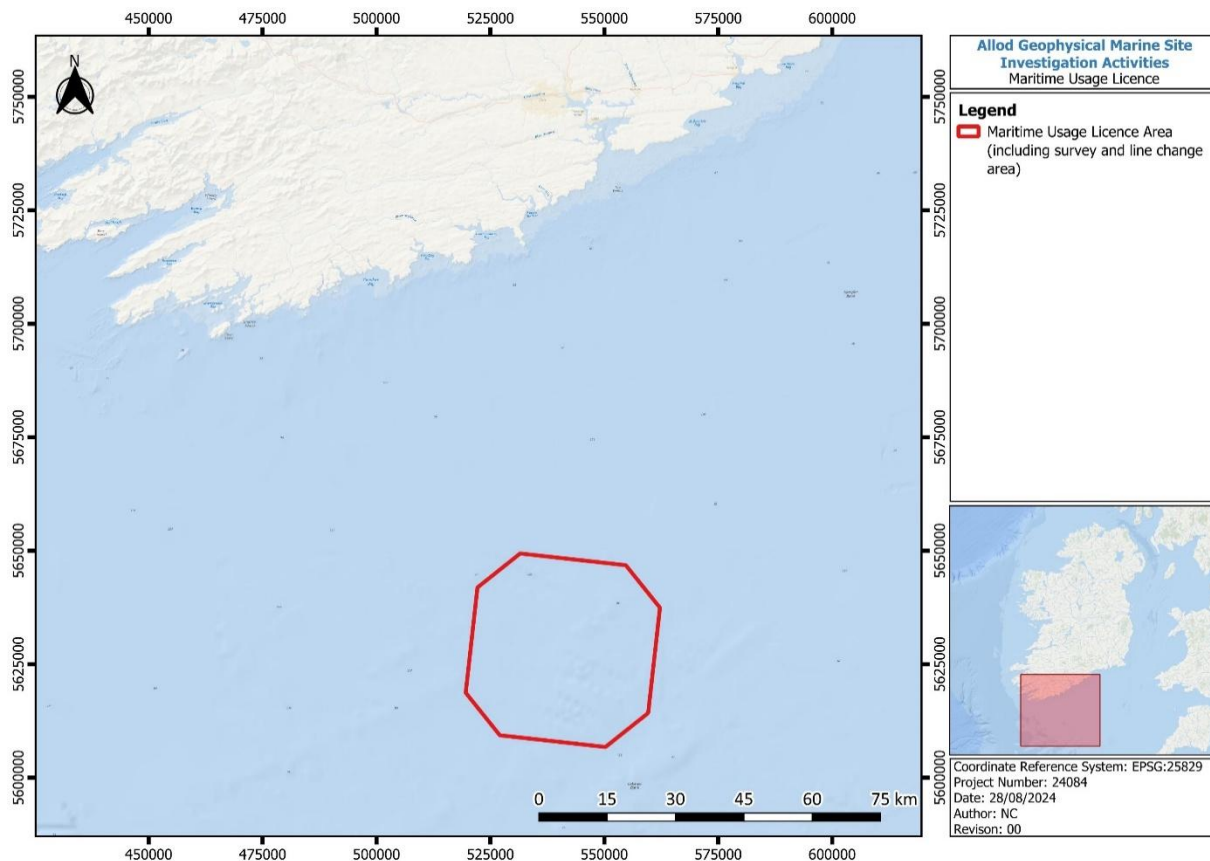 450000 475000 500000 525000 550000 575000 600000
N
5750000
5725000
5700000
5675000
5650000
5625000
5600000
5750000
5725000
5700000
5675000
5650000
5625000
5600000
0 15 30 45 60 75 km
450000 475000 500000 525000 550000 575000 600000
Allod Geophysical Marine Site
Investigation Activities
Maritime Usage Licence
Legend
Maritime Usage Licence Area
(including survey and line change
area)
Coordinate Reference System: EPSG:25829
Project Number: 24084
Date: 28/08/2024
Author: NC
Revison: 00